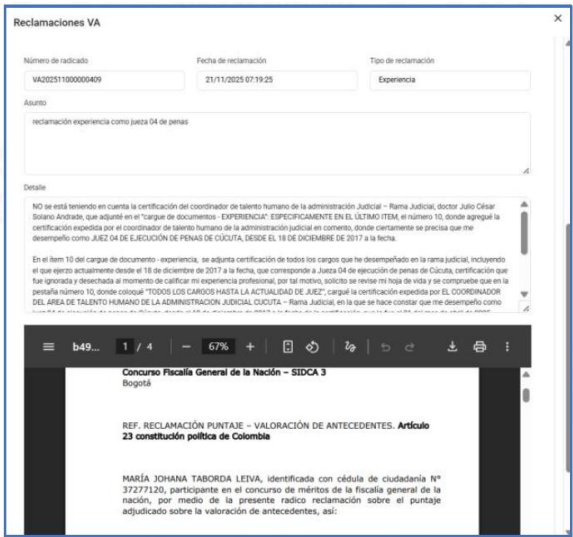 Reclamaciones VA
Número de radicado
Fecha de reclamación
Tipo de reclamación
VA202511000000409
21/11/2025 07:19:25
Experiencia
Asunto
reclamación experiencia como jueza 04 de penas
Detalle
NO se está teniendo en cuenta la certificación del coordinador de talento humano de la administración Judicial – Rama Judicial, doctor Julio César
Solano Andrade, que adjunté en el "cargue de documentos - EXPERIENCIA": ESPECIFICAMENTE EN EL ÚLTIMO ITEM, el número 10, donde agregué la
certificación expedida por el coordinador de talento humano de la administración judicial en comento, donde ciertamente se precisa que me
desempeño como JUEZ 04 DE EJECUCIÓN DE PENAS DE CÚCUTA, DESDE EL 18 DE DICIEMBRE DE 2017 a la fecha.
En el ítem 10 del cargue de documento - experiencia, se adjunta certificación de todos los cargos que he desempeñado en la rama judicial, incluyendo
el que ejerzo actualmente desde el 18 de diciembre de 2017 a la fecha, que corresponde a Jueza 04 de ejecución de penas de Cúcuta, certificación que
fue ignorada y desechada al momento de calificar mi experiencia profesional, por tal motivo, solicito se revise mi hoja de vida y se compruebe que en la
pestaña número 10, donde coloqué "TODOS LOS CARGOS HASTA LA ACTUALIDAD DE JUEZ", cargué la certificación expedida por EL COORDINADOR
DEL AREA DE TALENTO HUMANO DE LA ADMINISTRACION JUDICIAL CUCUTA – Rama Judicial, en la que se hace constar que me desempeño como
b49...
1 / 4
67%
Concurso Fiscalía General de la Nación – SIDCA 3
Bogotá
REF. RECLAMACIÓN PUNTAJE – VALORACIÓN DE ANTECEDENTES. Artículo
23 constitución política de Colombia
MARÍA JOHANA TABORDA LEIVA, identificada con cédula de ciudadanía N°
37277120, participante en el concurso de méritos de la fiscalía general de la
nación, por medio de la presente radico reclamación sobre el puntaje
adjudicado sobre la valoración de antecedentes, así: